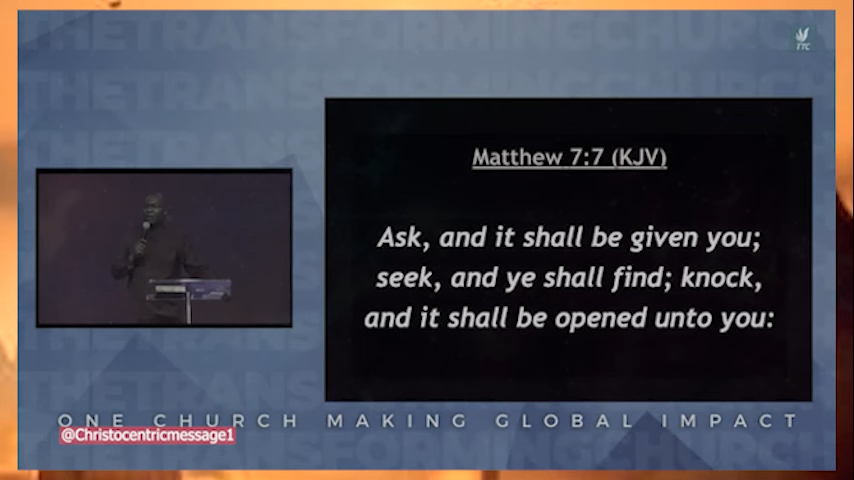 THETRANSFORMINGCHURCH
THETRANSFORMINGCHURCH
TTC
Matthew 7:7 (KJV)
Ask, and it shall be given you;
seek, and ye shall find; knock,
and it shall be opened unto you:
ONE CHURCH MAKING GLOBAL IMPACT
@Christocentricmessage1